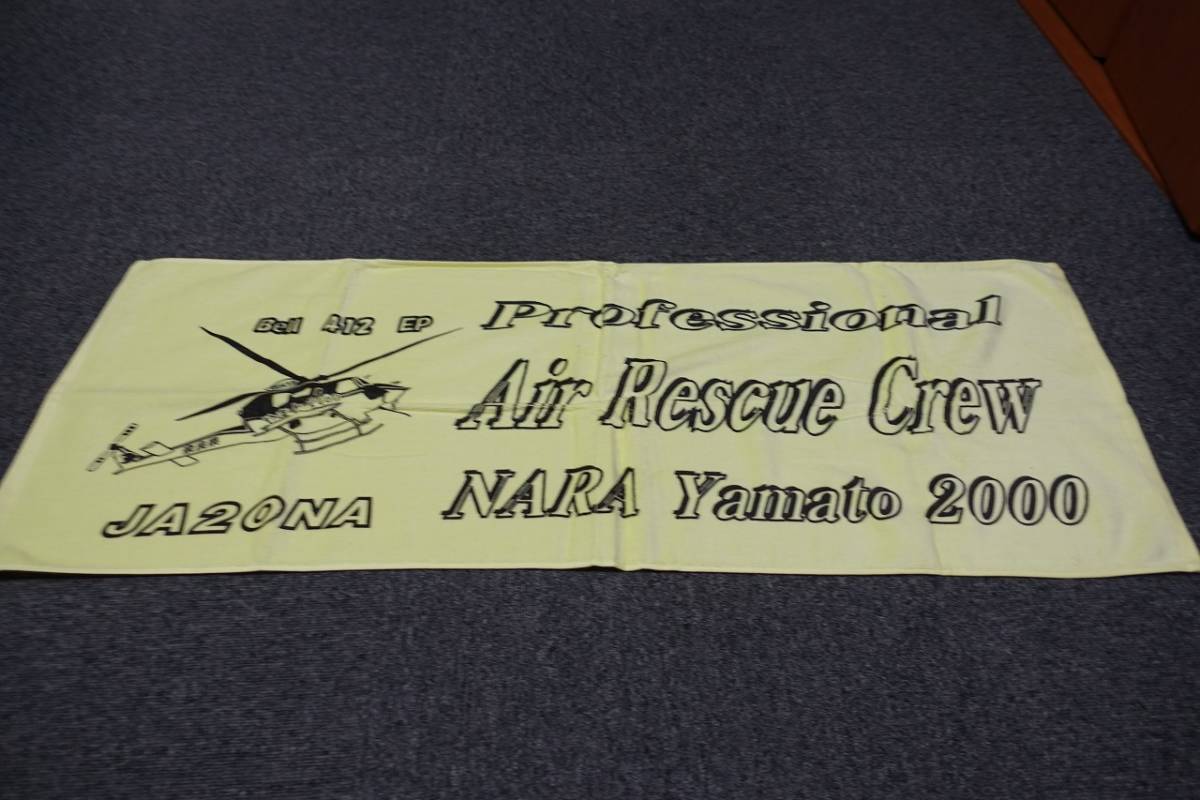 Bell 412 EP
Professional
Air Rescue Crew
JA20NA
NARA Yamato 2000